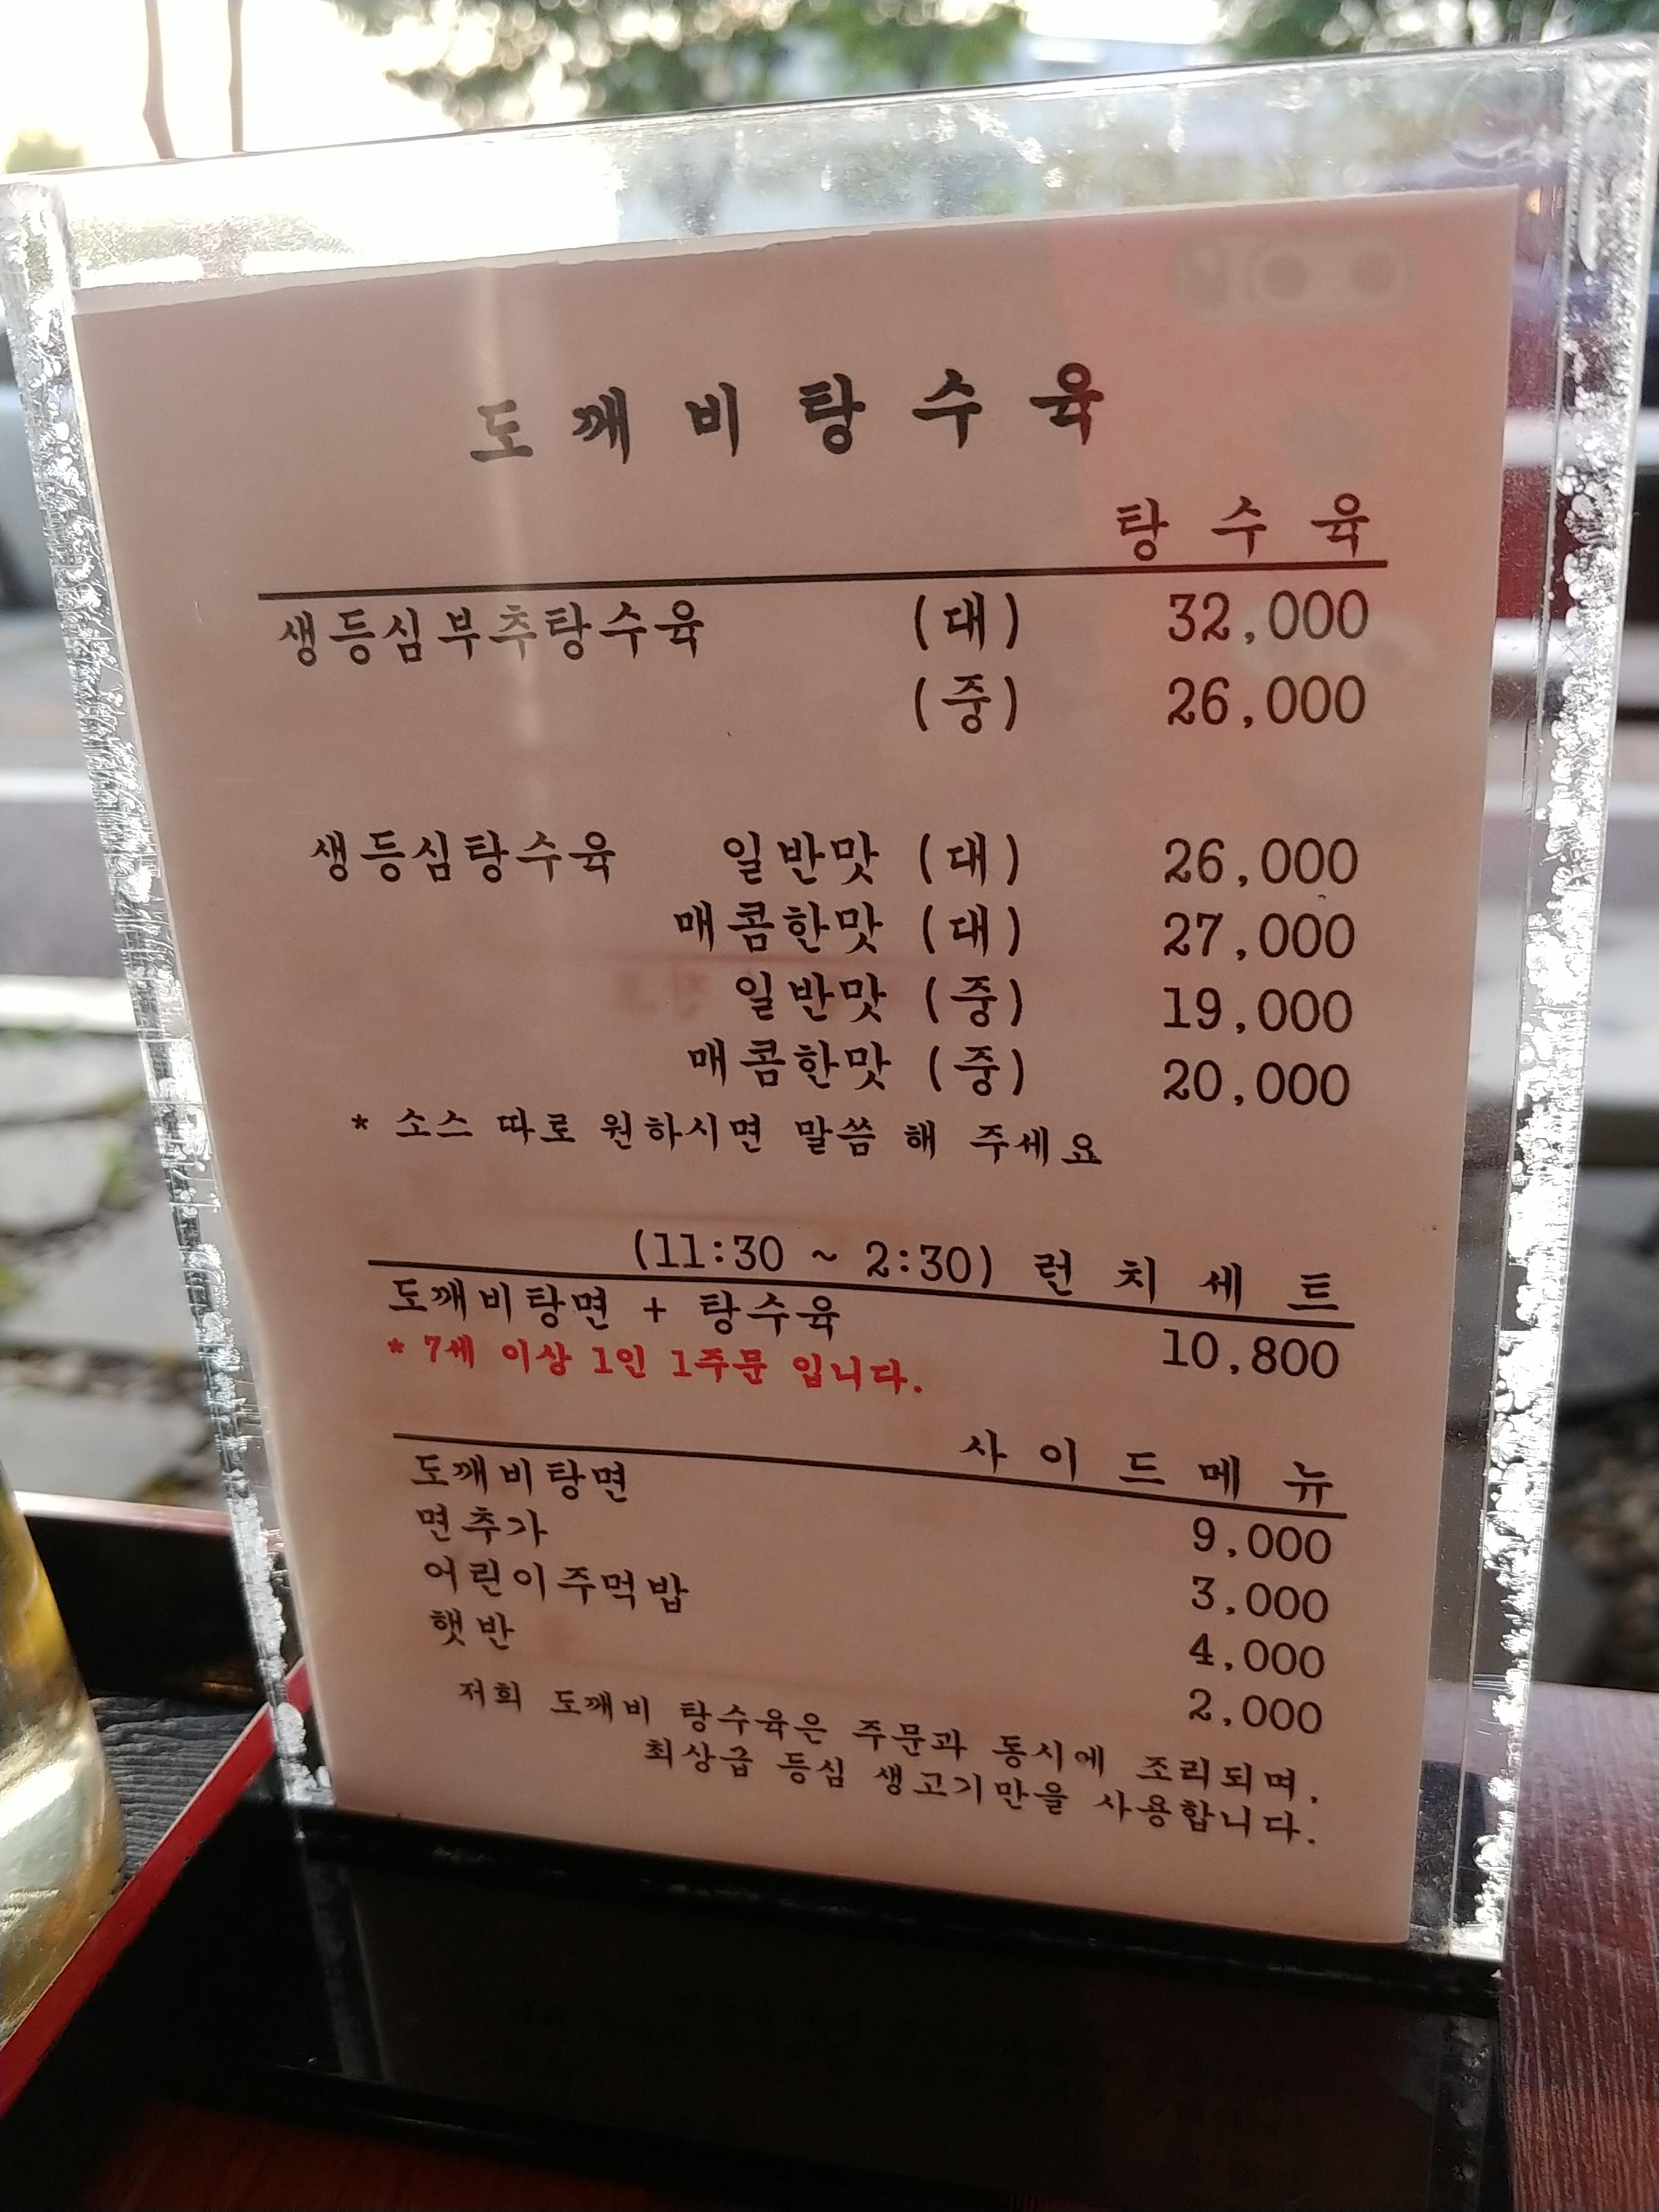 도깨비탕수육
탕수육
생등심부추탕수육 (대) 32,000
(중) 26,000
생등심탕수육 일반맛 (대) 26,000
매콤한맛 (대) 27,000
일반맛 (중) 19,000
매콤한맛 (중) 20,000
* 소스 따로 원하시면 말씀 해 주세요
(11:30 ~ 2:30) 런치세트
도깨비탕면 + 탕수육 10,800
* 7세 이상 1인 1주문 입니다.
사이드메뉴
도깨비탕면 9,000
면추가 3,000
어린이주먹밥 4,000
햇반 2,000
저희 도깨비 탕수육은 주문과 동시에 조리되며,
최상급 등심 생고기만을 사용합니다.